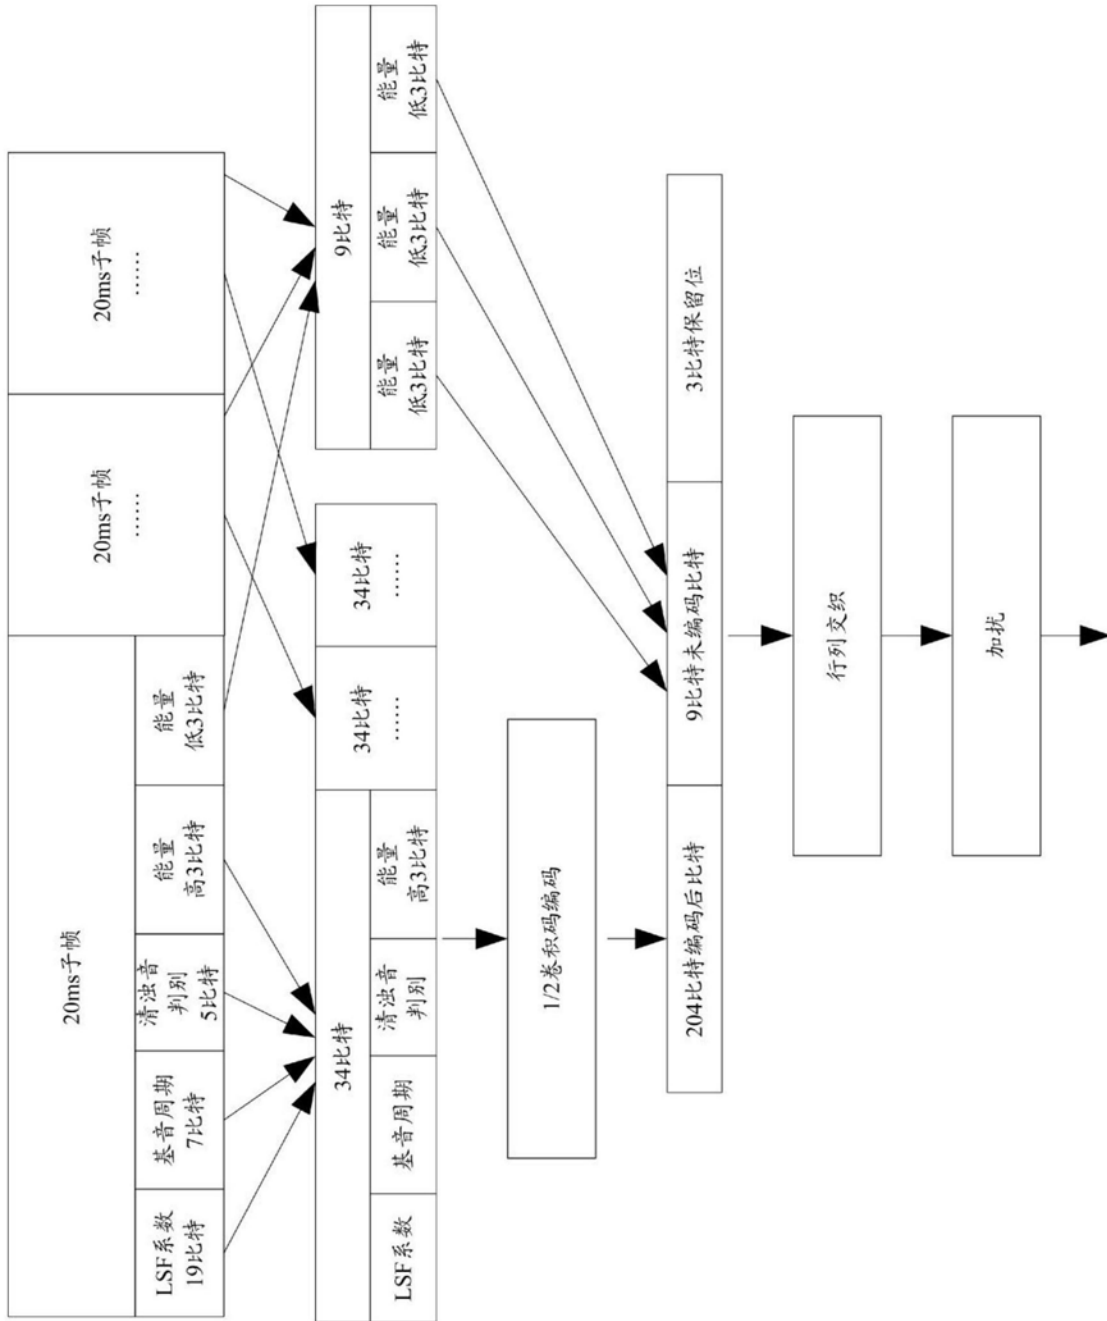 20ms子帧
20ms子帧
……
20ms子帧
……
LSF系数
19比特
基音周期
7比特
清浊音
判别
5比特
能量
高3比特
能量
低3比特
34比特
34比特
……
34比特
……
9比特
LSF系数
基音周期
清浊音
判别
能量
高3比特
能量
低3比特
能量
低3比特
能量
低3比特
1/2卷积码编码
204比特编码后比特
9比特未编码比特
3比特保留位
行列交织
加扰